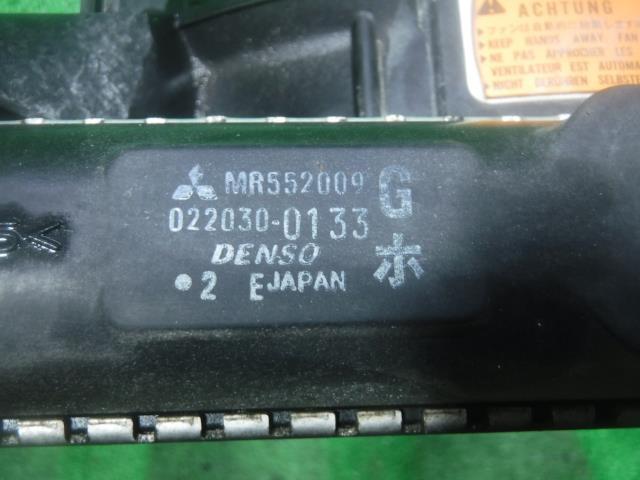 ACHTUNG
KEEP HANDS AWAY, FAN
NE PAS APPROCHER LES
VENTILATEUR EST AUTOMA
NICHT BERÜHREN SELBST
MR552009 G
022030-0133
DENSO ホ
•2 E JAPAN